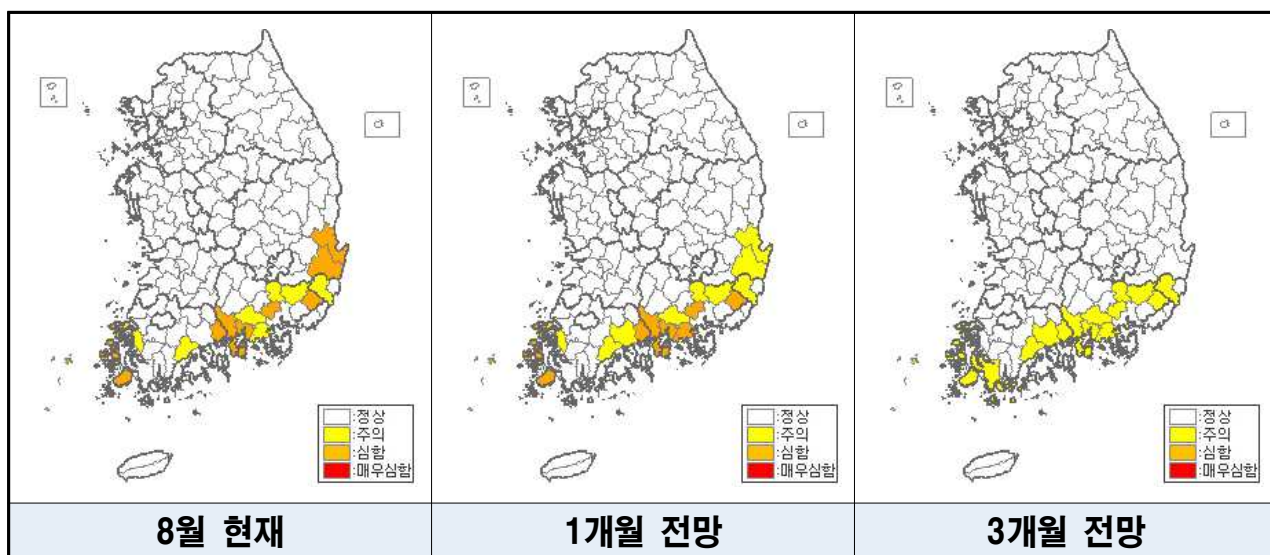 :정상
:주의
:심함
:매우심함
:정상
:주의
:심함
:매우심함
:정상
:주의
:심함
:매우심함
8월 현재
1개월 전망
3개월 전망